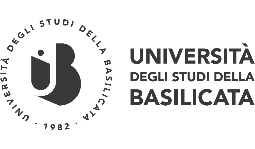 UNIVERSITÀ DEGLI STUDI DELLA BASILICATA
· 1982 ·
UNIVERSITÀ
DEGLI STUDI DELLA
BASILICATA